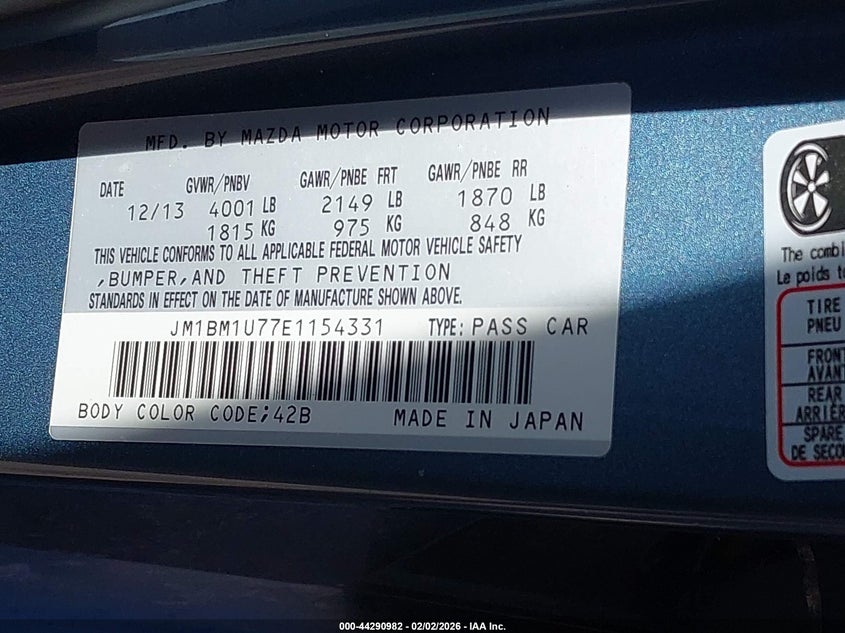 MFD. BY MAZDA MOTOR CORPORATION
DATE GVWR/PNBV GAWR/PNBE FRT GAWR/PNBE RR
12/13 4001 LB 2149 LB 1870 LB
1815 KG 975 KG 848 KG
THIS VEHICLE CONFORMS TO ALL APPLICABLE FEDERAL MOTOR VEHICLE SAFETY
,BUMPER,AND THEFT PREVENTION
STANDARDS IN EFFECT ON THE DATE OF MANUFACTURE SHOWN ABOVE.
JM1BM1U77E1154331 TYPE: PASS CAR
BODY COLOR CODE;42B MADE IN JAPAN
The combi
Le poids t
TIRE
PNEU
FRONT
AVANT
REAR
ARRIÈR
SPARE
DE SECO
000-44290982 - 02/02/2026 - IAA Inc.